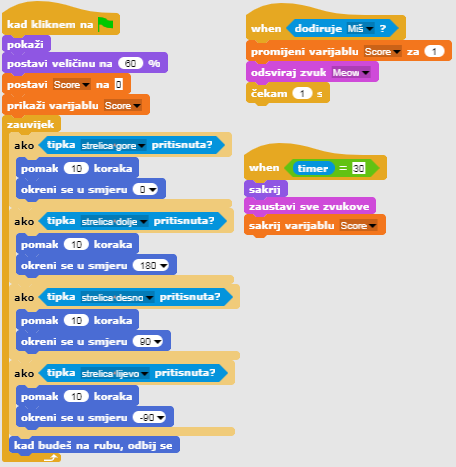 kad kliknem na
pokaži
postavi veličinu na 60 %
postavi Score na 0
prikaži varijablu Score
zauvijek
ako tipka strelica gore pritisnuta?
pomak 10 koraka
okreni se u smjeru 0
ako tipka strelica dolje pritisnuta?
pomak 10 koraka
okreni se u smjeru 180
ako tipka strelica desno pritisnuta?
pomak 10 koraka
okreni se u smjeru 90
ako tipka strelica lijevo pritisnuta?
pomak 10 koraka
okreni se u smjeru -90
kad budeš na rubu, odbij se
when dodiruje Miš ?
promijeni varijablu Score za 1
odsviraj zvuk Meow
čekam 1 s
when timer = 30
sakrij
zaustavi sve zvukove
sakrij varijablu Score